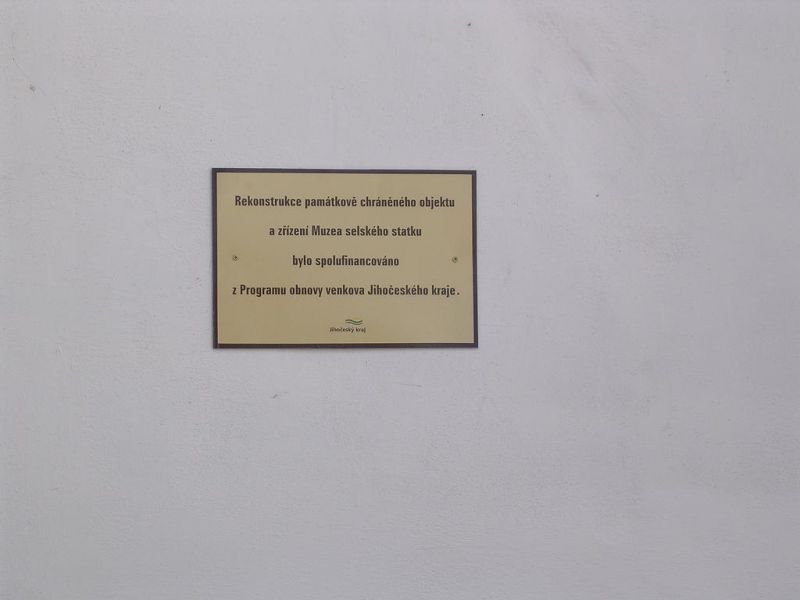 Rekonstrukce památkově chráněného objektu
a zřízení Muzea selského statku
bylo spolufinancováno
z Programu obnovy venkova Jihočeského kraje.
Jihočeský kraj